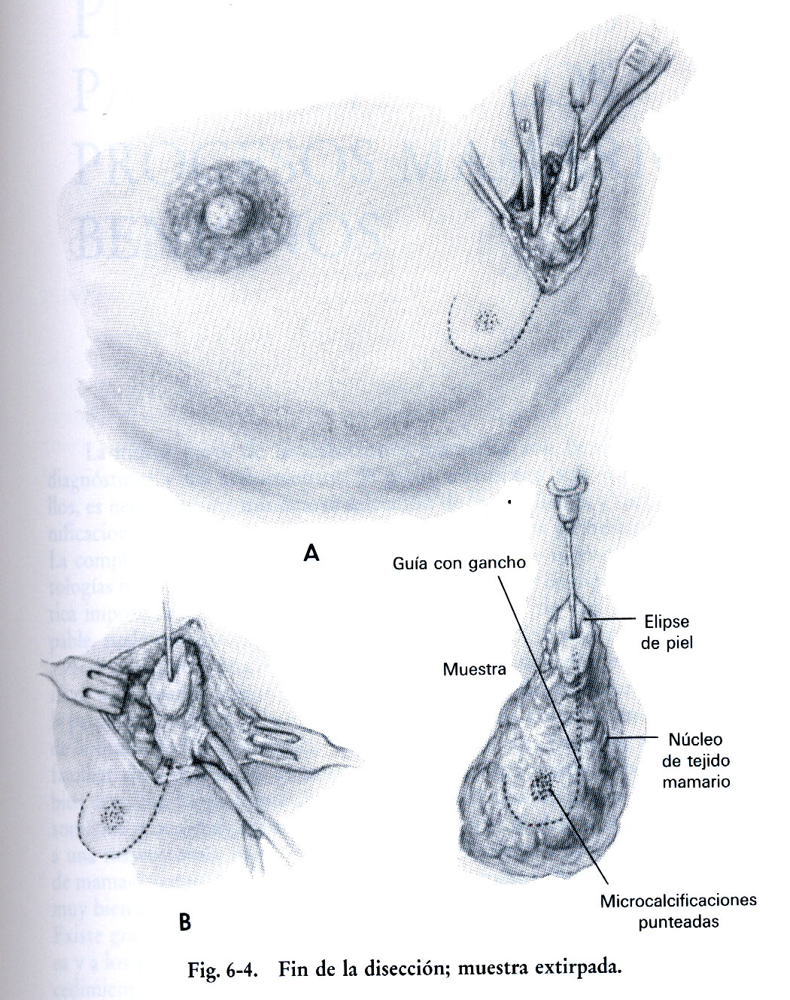 A
Guía con gancho
Elipse
de piel
Muestra
Núcleo
de tejido
mamario
Microcalcificaciones
punteadas
B
Fig. 6-4. Fin de la disección; muestra extirpada.